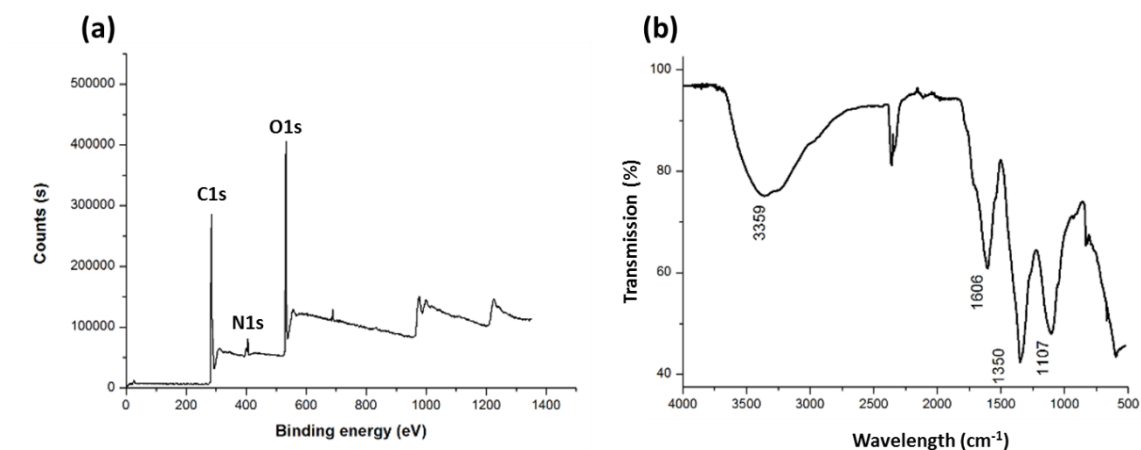 (a)
500000
400000
300000
200000
100000
0
Counts (s)
O1s
C1s
N1s
0 200 400 600 800 1000 1200 1400
Binding energy (eV)
(b)
100
80
60
40
Transmission (%)
3359
1606
1350
1107
4000 3500 3000 2500 2000 1500 1000 500
Wavelength (cm⁻¹)